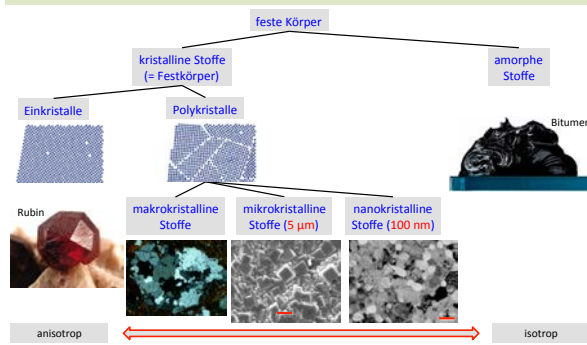 feste Körper
kristalline Stoffe
(= Festkörper)
amorphe
Stoffe
Einkristalle
Polykristalle
Bitumen
Rubin
makrokristalline
Stoffe
mikrokristalline
Stoffe (5 µm)
nanokristalline
Stoffe (100 nm)
anisotrop
isotrop